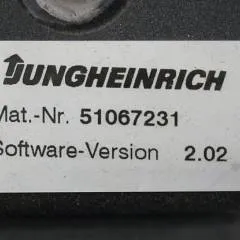 JUNGHEINRICH
Mat.-Nr. 51067231
Software-Version 2.02